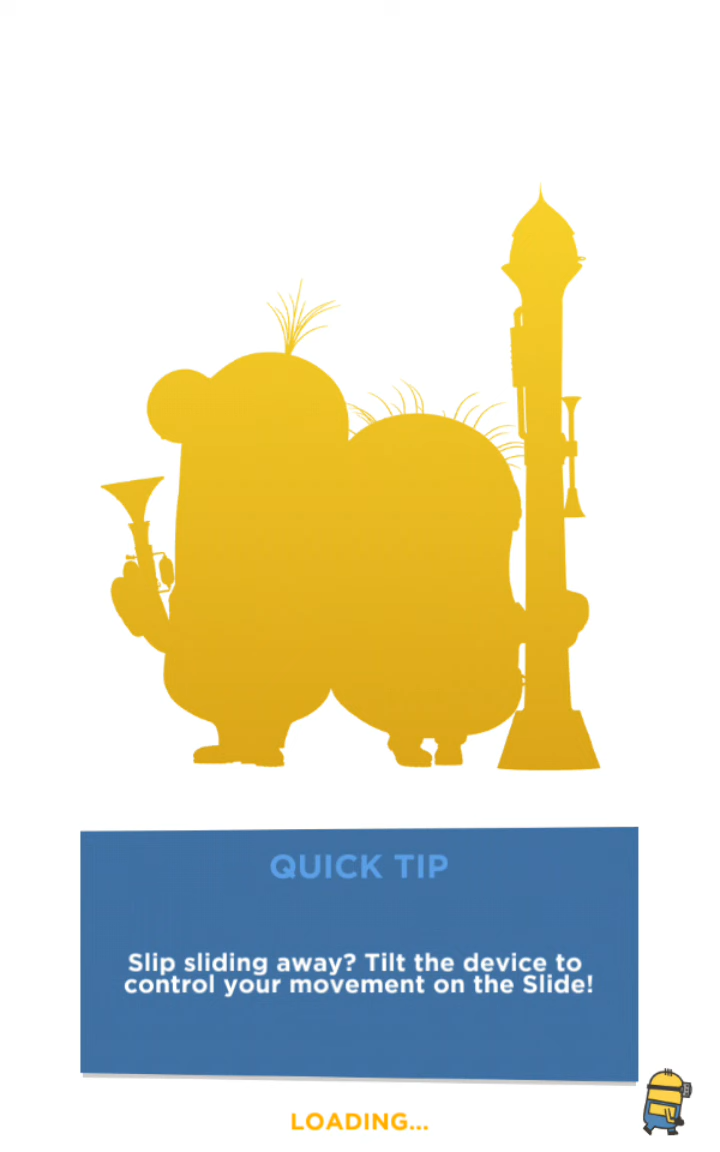 QUICK TIP
Slip sliding away? Tilt the device to
control your movement on the Slide!
LOADING...